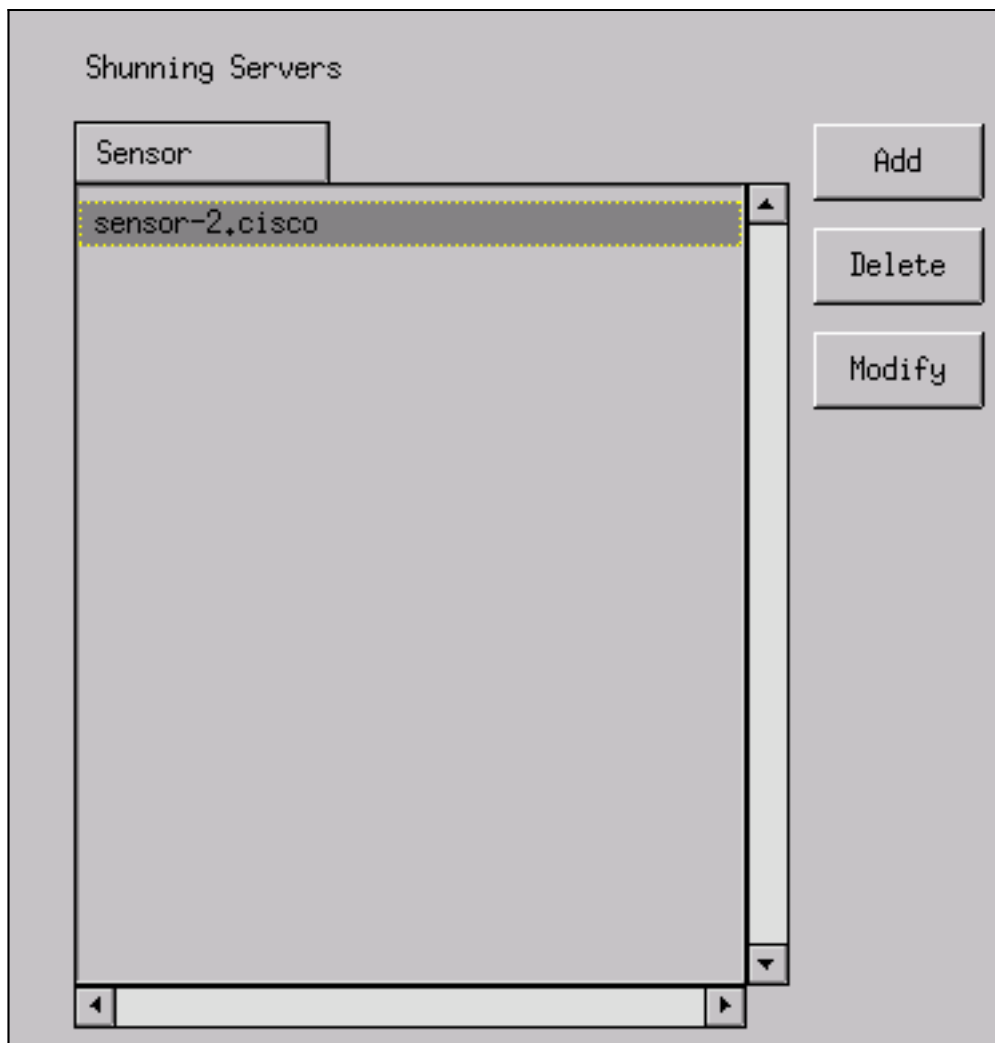 Shunning Servers
Sensor
sensor-2.cisco
Add
Delete
Modify